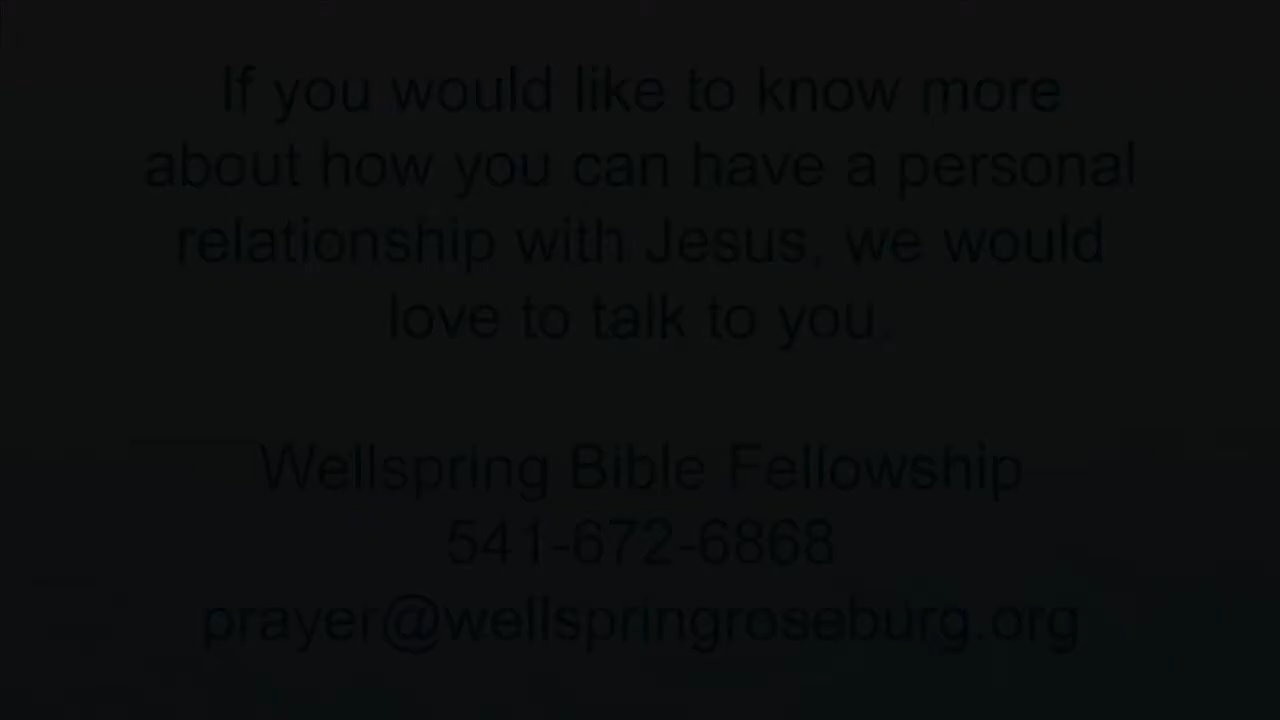 If you would like to know more
about how you can have a personal
relationship with Jesus, we would
love to talk to you.
Wellspring Bible Fellowship
541-672-6868
prayer@wellspringroseburg.org